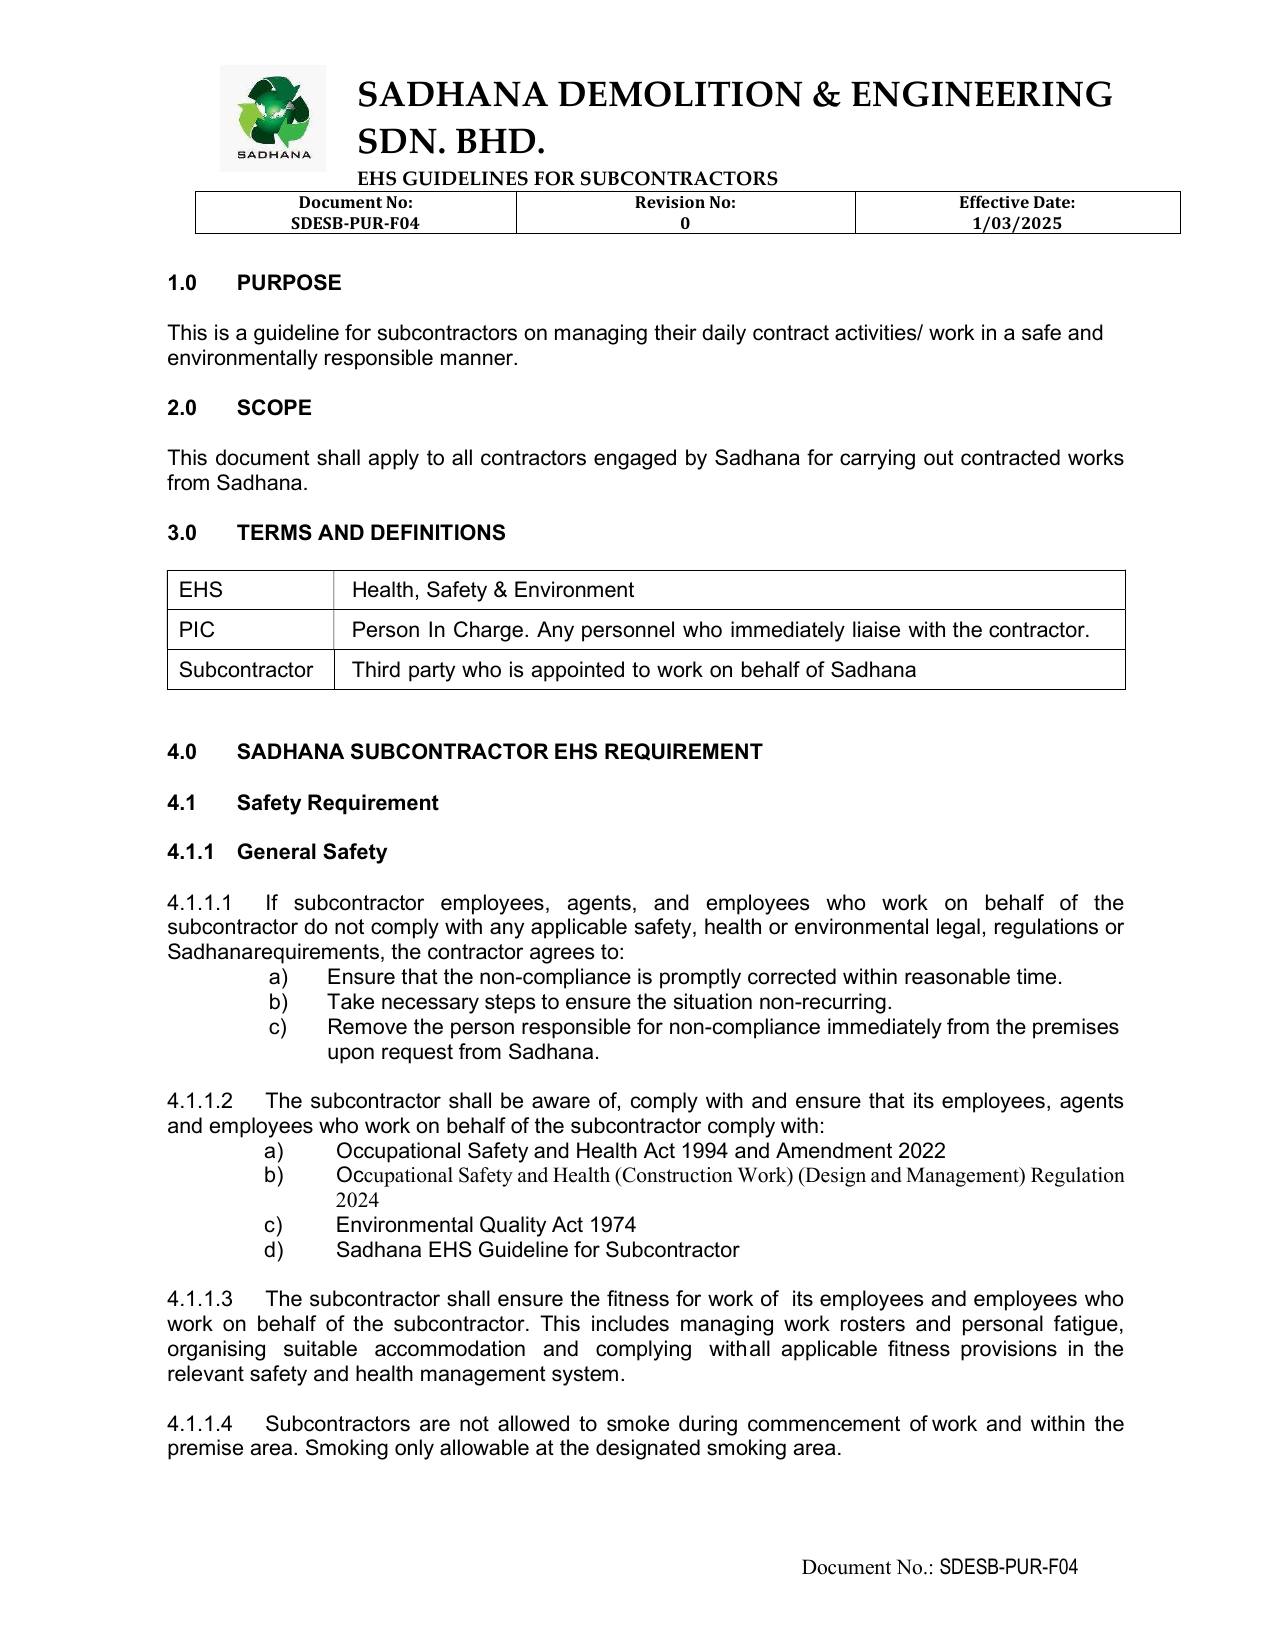 SADHANA
SADHANA DEMOLITION & ENGINEERING
SDN. BHD.
EHS GUIDELINES FOR SUBCONTRACTORS
Document No: Revision No: Effective Date:
SDESB-PUR-F04 0 1/03/2025
1.0 PURPOSE
This is a guideline for subcontractors on managing their daily contract activities/ work in a safe and
environmentally responsible manner.
2.0 SCOPE
This document shall apply to all contractors engaged by Sadhana for carrying out contracted works
from Sadhana.
3.0 TERMS AND DEFINITIONS
EHS Health, Safety & Environment
PIC Person In Charge. Any personnel who immediately liaise with the contractor.
Subcontractor Third party who is appointed to work on behalf of Sadhana
4.0 SADHANA SUBCONTRACTOR EHS REQUIREMENT
4.1 Safety Requirement
4.1.1 General Safety
4.1.1.1 If subcontractor employees, agents, and employees who work on behalf of the
subcontractor do not comply with any applicable safety, health or environmental legal, regulations or
Sadhanarequirements, the contractor agrees to:
a) Ensure that the non-compliance is promptly corrected within reasonable time.
b) Take necessary steps to ensure the situation non-recurring.
c) Remove the person responsible for non-compliance immediately from the premises
upon request from Sadhana.
4.1.1.2 The subcontractor shall be aware of, comply with and ensure that its employees, agents
and employees who work on behalf of the subcontractor comply with:
a) Occupational Safety and Health Act 1994 and Amendment 2022
b) Occupational Safety and Health (Construction Work) (Design and Management) Regulation
2024
c) Environmental Quality Act 1974
d) Sadhana EHS Guideline for Subcontractor
4.1.1.3 The subcontractor shall ensure the fitness for work of its employees and employees who
work on behalf of the subcontractor. This includes managing work rosters and personal fatigue,
organising suitable accommodation and complying withall applicable fitness provisions in the
relevant safety and health management system.
4.1.1.4 Subcontractors are not allowed to smoke during commencement of work and within the
premise area. Smoking only allowable at the designated smoking area.
Document No.: SDESB-PUR-F04